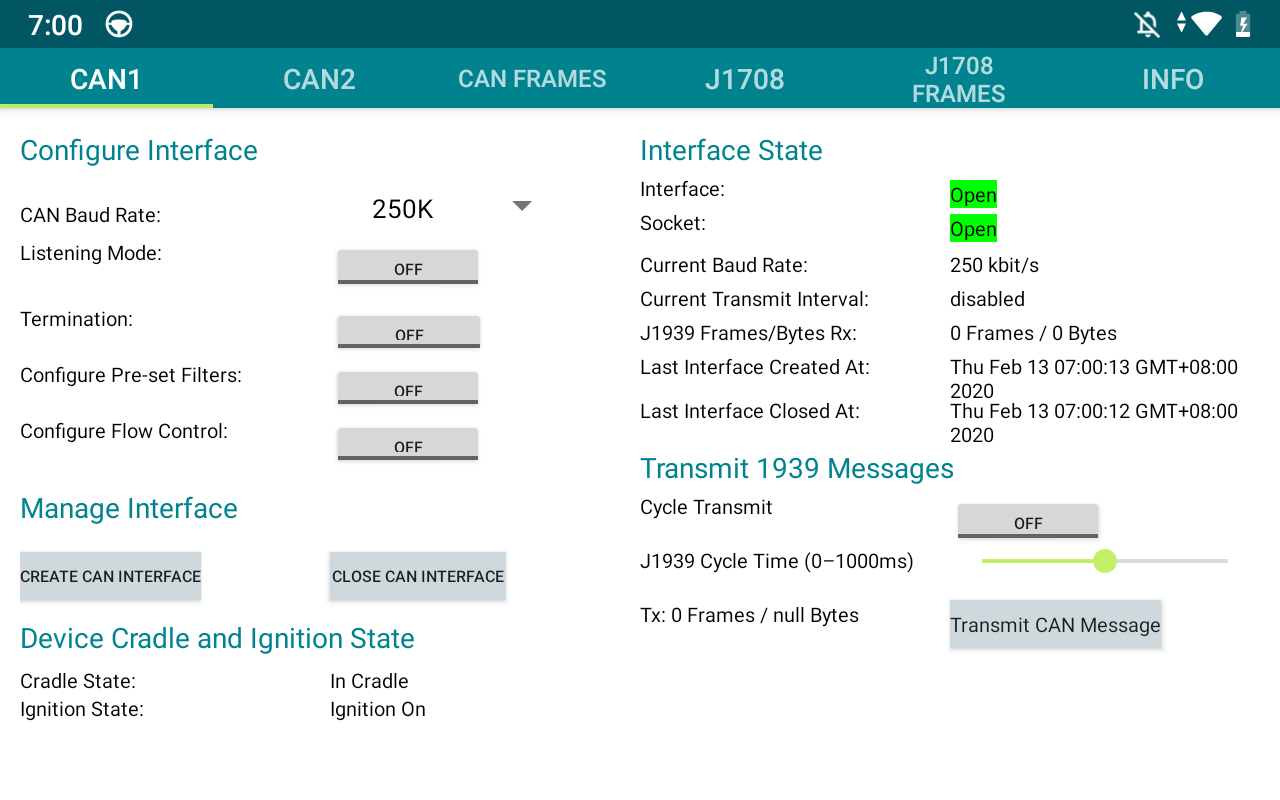 7:00
CAN1
CAN2
CAN FRAMES
J1708
J1708
FRAMES
INFO
Configure Interface
CAN Baud Rate:
250K
Listening Mode:
OFF
Termination:
OFF
Configure Pre-set Filters:
OFF
Configure Flow Control:
OFF
Manage Interface
CREATE CAN INTERFACE
CLOSE CAN INTERFACE
Device Cradle and Ignition State
Cradle State:
In Cradle
Ignition State:
Ignition On
Interface State
Interface:
Open
Socket:
Open
Current Baud Rate:
250 kbit/s
Current Transmit Interval:
disabled
J1939 Frames/Bytes Rx:
0 Frames / 0 Bytes
Last Interface Created At:
Thu Feb 13 07:00:13 GMT+08:00
2020
Last Interface Closed At:
Thu Feb 13 07:00:12 GMT+08:00
2020
Transmit 1939 Messages
Cycle Transmit
OFF
J1939 Cycle Time (0–1000ms)
Tx: 0 Frames / null Bytes
Transmit CAN Message